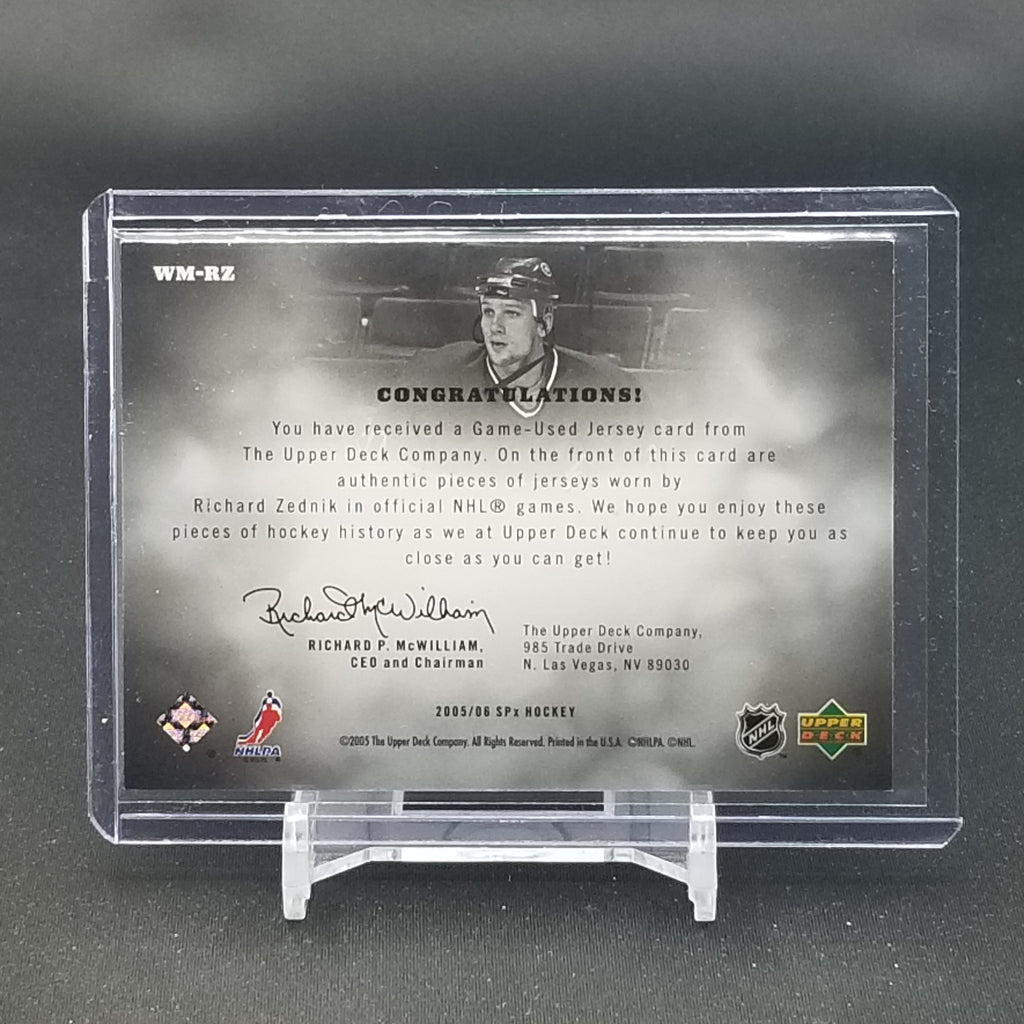 WM-RZ
CONGRATULATIONS!
You have received a Game-Used Jersey card from
The Upper Deck Company. On the front of this card are
authentic pieces of jerseys worn by
Richard Zednik in official NHL® games. We hope you enjoy these
pieces of hockey history as we at Upper Deck continue to keep you as
close as you can get!
Richard McWilliam
RICHARD P. McWILLIAM,
CEO and Chairman
The Upper Deck Company,
985 Trade Drive
N. Las Vegas, NV 89030
2005/06 SPx HOCKEY
©2005 The Upper Deck Company. All Rights Reserved. Printed in the U.S.A. ©NHLPA. ©NHL.
NHLPA
NHL
UPPER
DECK